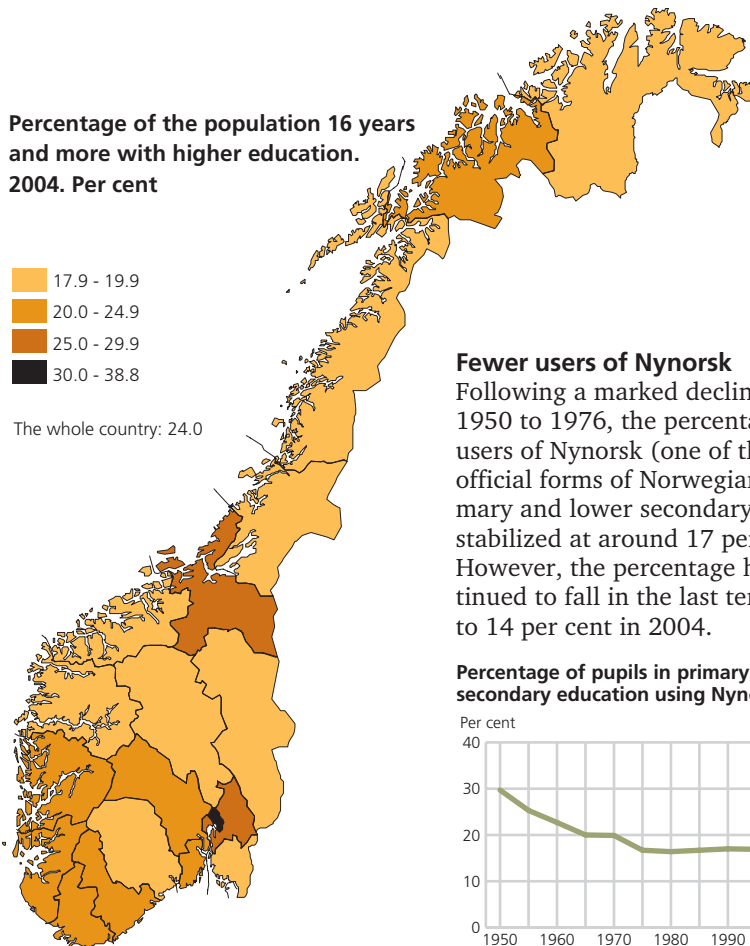 Percentage of the population 16 years
and more with higher education.
2004. Per cent
17.9 - 19.9
20.0 - 24.9
25.0 - 29.9
30.0 - 38.8
The whole country: 24.0
Fewer users of Nynorsk
Following a marked declin
1950 to 1976, the percenta
users of Nynorsk (one of th
official forms of Norwegian
mary and lower secondary
stabilized at around 17 per
However, the percentage h
tinued to fall in the last ter
to 14 per cent in 2004.
Percentage of pupils in primary
secondary education using Nyno
Per cent
40
30
20
10
0
1950 1960 1970 1980 1990